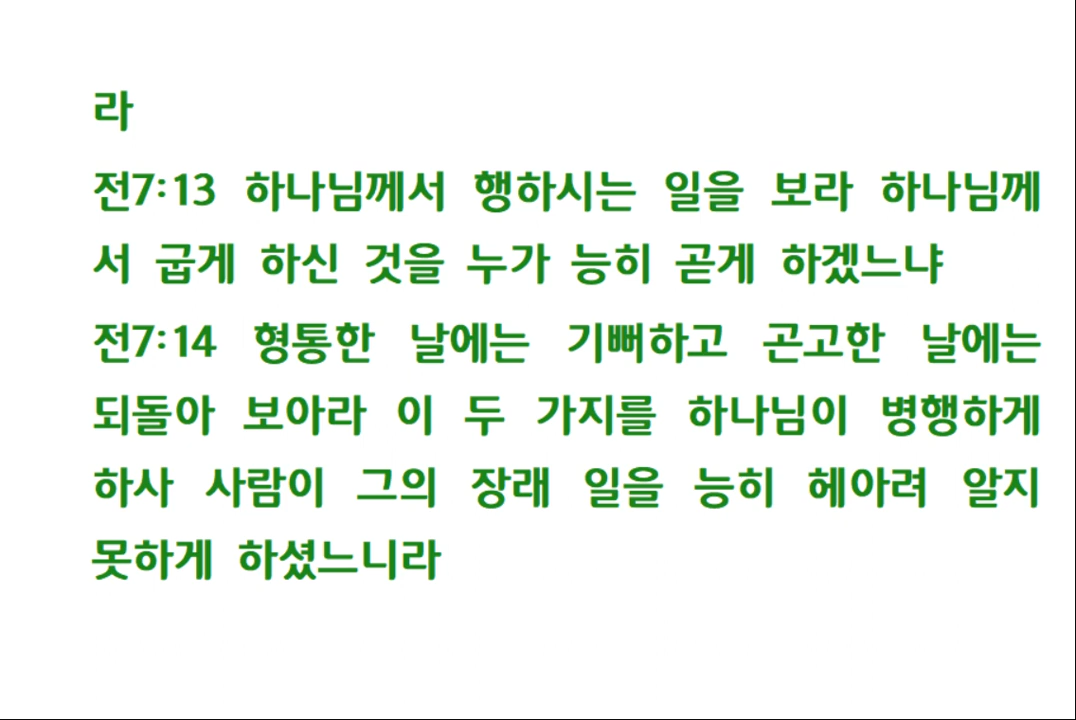 라
전7:13 하나님께서 행하시는 일을 보라 하나님께
서 굽게 하신 것을 누가 능히 곧게 하겠느냐
전7:14 형통한 날에는 기뻐하고 곤고한 날에는
되돌아 보아라 이 두 가지를 하나님이 병행하게
하사 사람이 그의 장래 일을 능히 헤아려 알지
못하게 하셨느니라